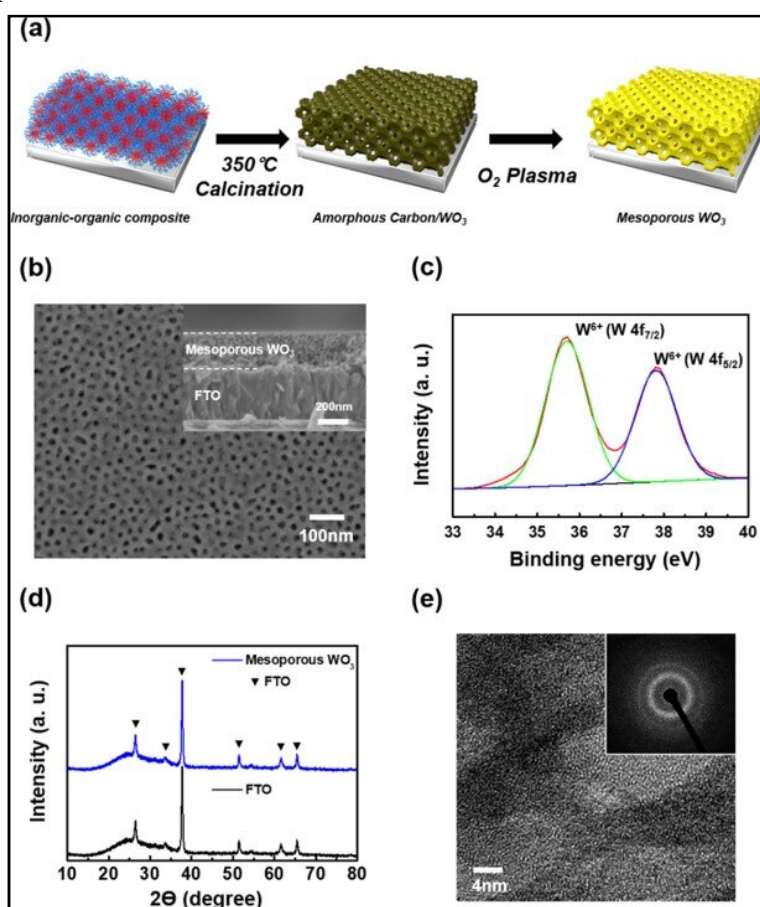 (a)
350°C
Calcination
O₂ Plasma
Inorganic-organic composite
Amorphous Carbon/WO₃
Mesoporous WO₃
(b)
Mesoporous WO₃
FTO
200nm
100nm
(c)
W⁶⁺ (W 4f₇/₂)
W⁶⁺ (W 4f₅/₂)
Intensity (a. u.)
33 34 35 36 37 38 39 40
Binding energy (eV)
(d)
Mesoporous WO₃
▼ FTO
FTO
Intensity (a. u.)
10 20 30 40 50 60 70 80
2Θ (degree)
(e)
4nm